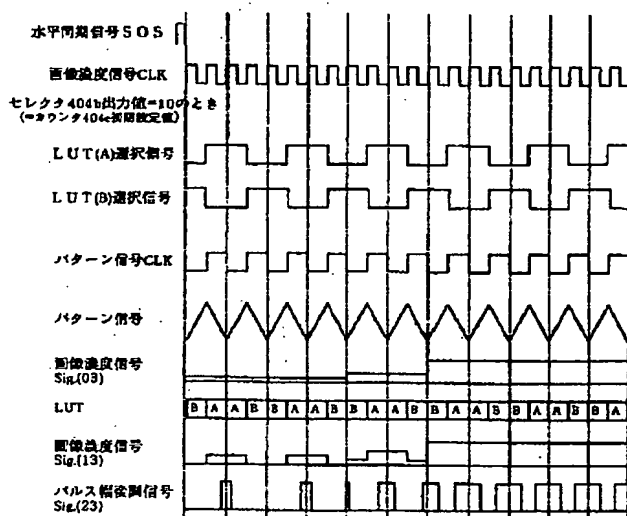 水平同期信号SOS
画像濃度信号CLK
セレクタ404b出力値=10のとき
(=カウンタ404c初期設定値)
LUT(A)選択信号
LUT(B)選択信号
パターン信号CLK
パターン信号
画像濃度信号
Sig.(03)
LUT B A A B B A A B B A A B B A A B B A A B B A
画像濃度信号
Sig.(13)
パルス幅変調信号
Sig.(23)